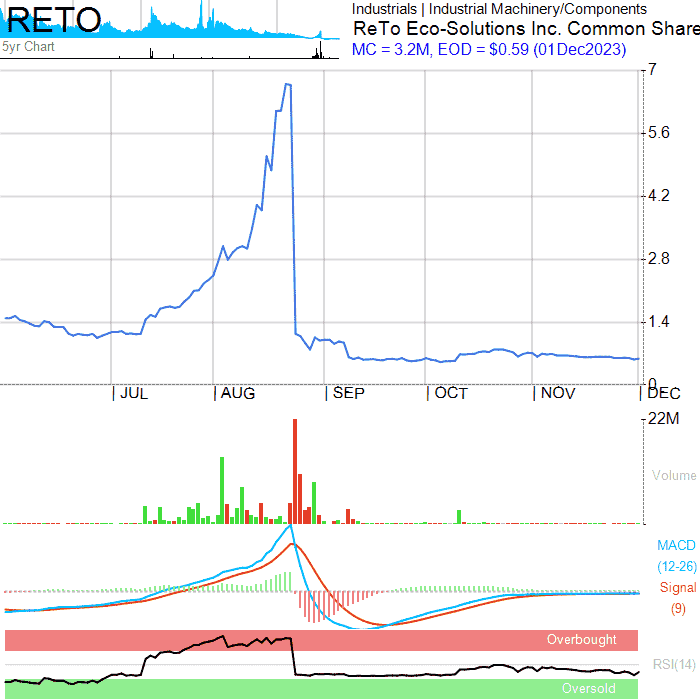 RETO
5yr Chart
Industrials | Industrial Machinery/Components
ReTo Eco-Solutions Inc. Common Share
MC = 3.2M, EOD = $0.59 (01Dec2023)
7
5.6
4.2
2.8
1.4
0
JUL AUG SEP OCT NOV DEC
22M
Volume
MACD
(12-26)
Signal
(9)
Overbought
RSI(14)
Oversold